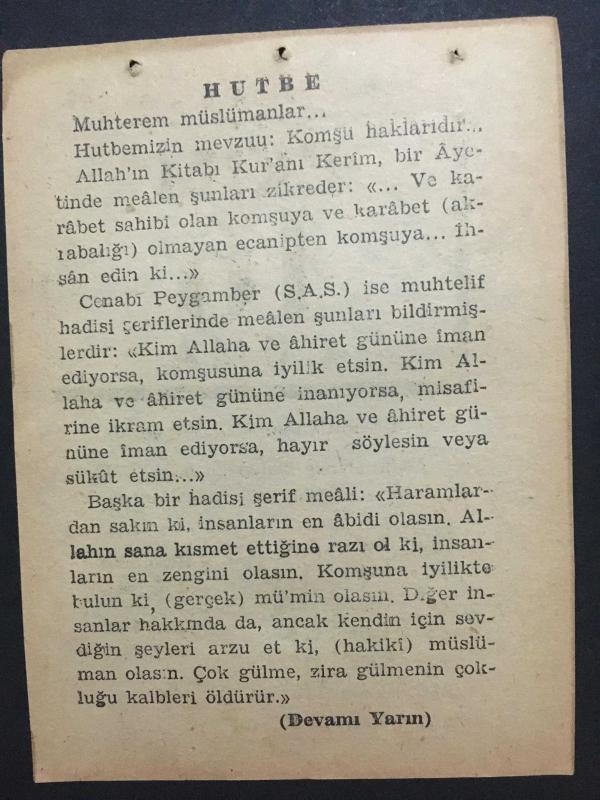 HUTBE
Muhterem müslümanlar...
Hutbemizin mevzuu: Komşu haklarıdır...
Allah'ın Kitabı Kur'anı Kerîm, bir Âye-
tinde meâlen şunları zikreder: «... Ve ka-
râbet sahibi olan komşuya ve karâbet (ak-
rabalığı) olmayan ecanipten komşuya... İh-
sân edin ki...»
Cenabı Peygamber (S.A.S.) ise muhtelif
hadisi şeriflerinde meâlen şunları bildirmiş-
lerdir: «Kim Allaha ve âhiret gününe îman
ediyorsa, komşusuna iyilik etsin. Kim Al-
laha ve âhiret gününe inanıyorsa, misafi-
rine ikram etsin. Kim Allaha ve âhiret gü-
nüne îman ediyorsa, hayır söylesin veya
sükût etsin...»
Başka bir hadisi şerif meâli: «Haramlar-
dan sakın ki, insanların en âbidi olasın. Al-
lahın sana kısmet ettiğine razı ol ki, insan-
ların en zengini olasın. Komşuna iyilikte
bulun ki, (gerçek) mü'min olasın. Diğer in-
sanlar hakkında da, ancak kendin için sev-
diğin şeyleri arzu et ki, (hakikî) müslü-
man olasın. Çok gülme, zira gülmenin çok-
luğu kalbleri öldürür.»
(Devamı Yarın)